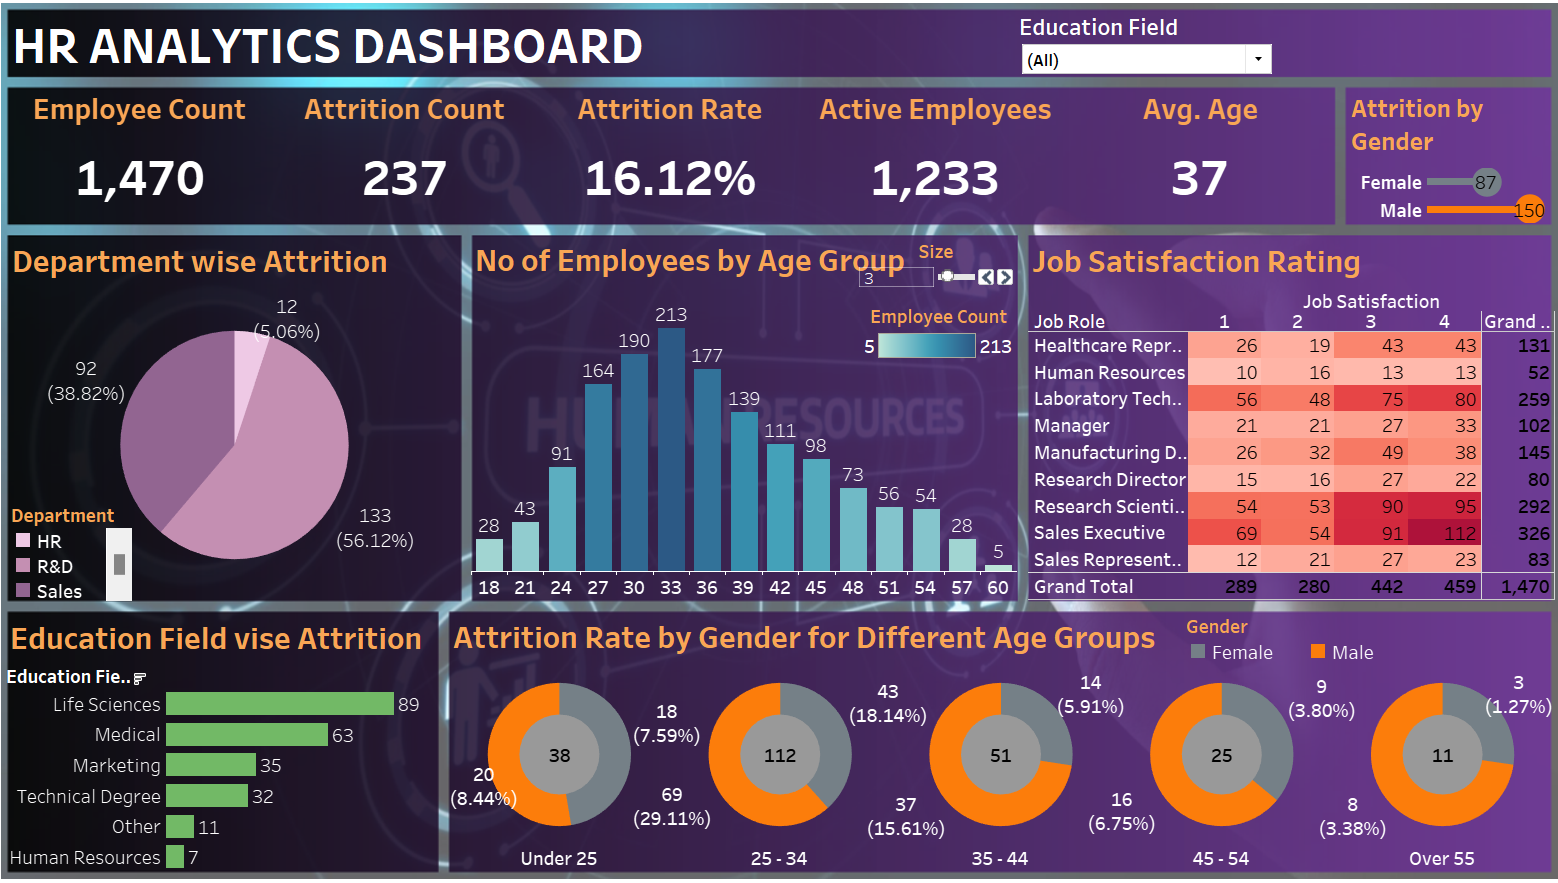 HR ANALYTICS DASHBOARD
Education Field
(All)
Employee Count
Attrition Count
Attrition Rate
Active Employees
Avg. Age
1,470
237
16.12%
1,233
37
Attrition by
Gender
Female 87
Male 150
Department wise Attrition
12
(5.06%)
92
(38.82%)
133
(56.12%)
Department
HR
R&D
Sales
No of Employees by Age Group
Size
3
Employee Count
5 213
28 43 91 164 190 213 177 139 111 98 73 56 54 28 5
18 21 24 27 30 33 36 39 42 45 48 51 54 57 60
HUMAN RESOURCES
Job Satisfaction Rating
Job Satisfaction
Job Role 1 2 3 4 Grand ..
Healthcare Repr.. 26 19 43 43 131
Human Resources 10 16 13 13 52
Laboratory Tech.. 56 48 75 80 259
Manager 21 21 27 33 102
Manufacturing D.. 26 32 49 38 145
Research Director 15 16 27 22 80
Research Scienti.. 54 53 90 95 292
Sales Executive 69 54 91 112 326
Sales Represent.. 12 21 27 23 83
Grand Total 289 280 442 459 1,470
Education Field vise Attrition
Education Fie..
Life Sciences 89
Medical 63
Marketing 35
Technical Degree 32
Other 11
Human Resources 7
Attrition Rate by Gender for Different Age Groups
Gender
Female Male
38
18
(7.59%)
20
(8.44%)
Under 25
112
43
(18.14%)
69
(29.11%)
25 - 34
51
14
(5.91%)
37
(15.61%)
35 - 44
25
9
(3.80%)
16
(6.75%)
45 - 54
11
3
(1.27%)
8
(3.38%)
Over 55